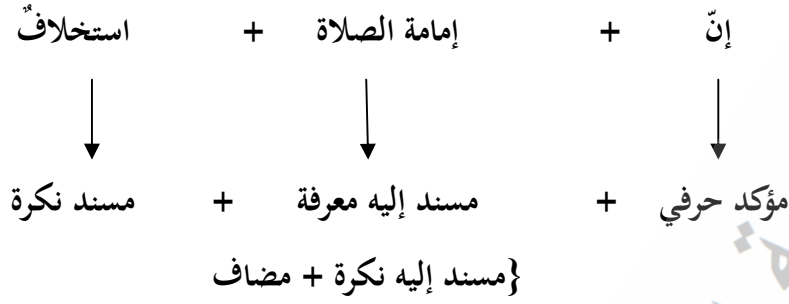 إنّ + إمامة الصلاة + استخلافٌ
مؤكد حرفي + مسند إليه معرفة + مسند نكرة
{مسند إليه نكرة + مضاف